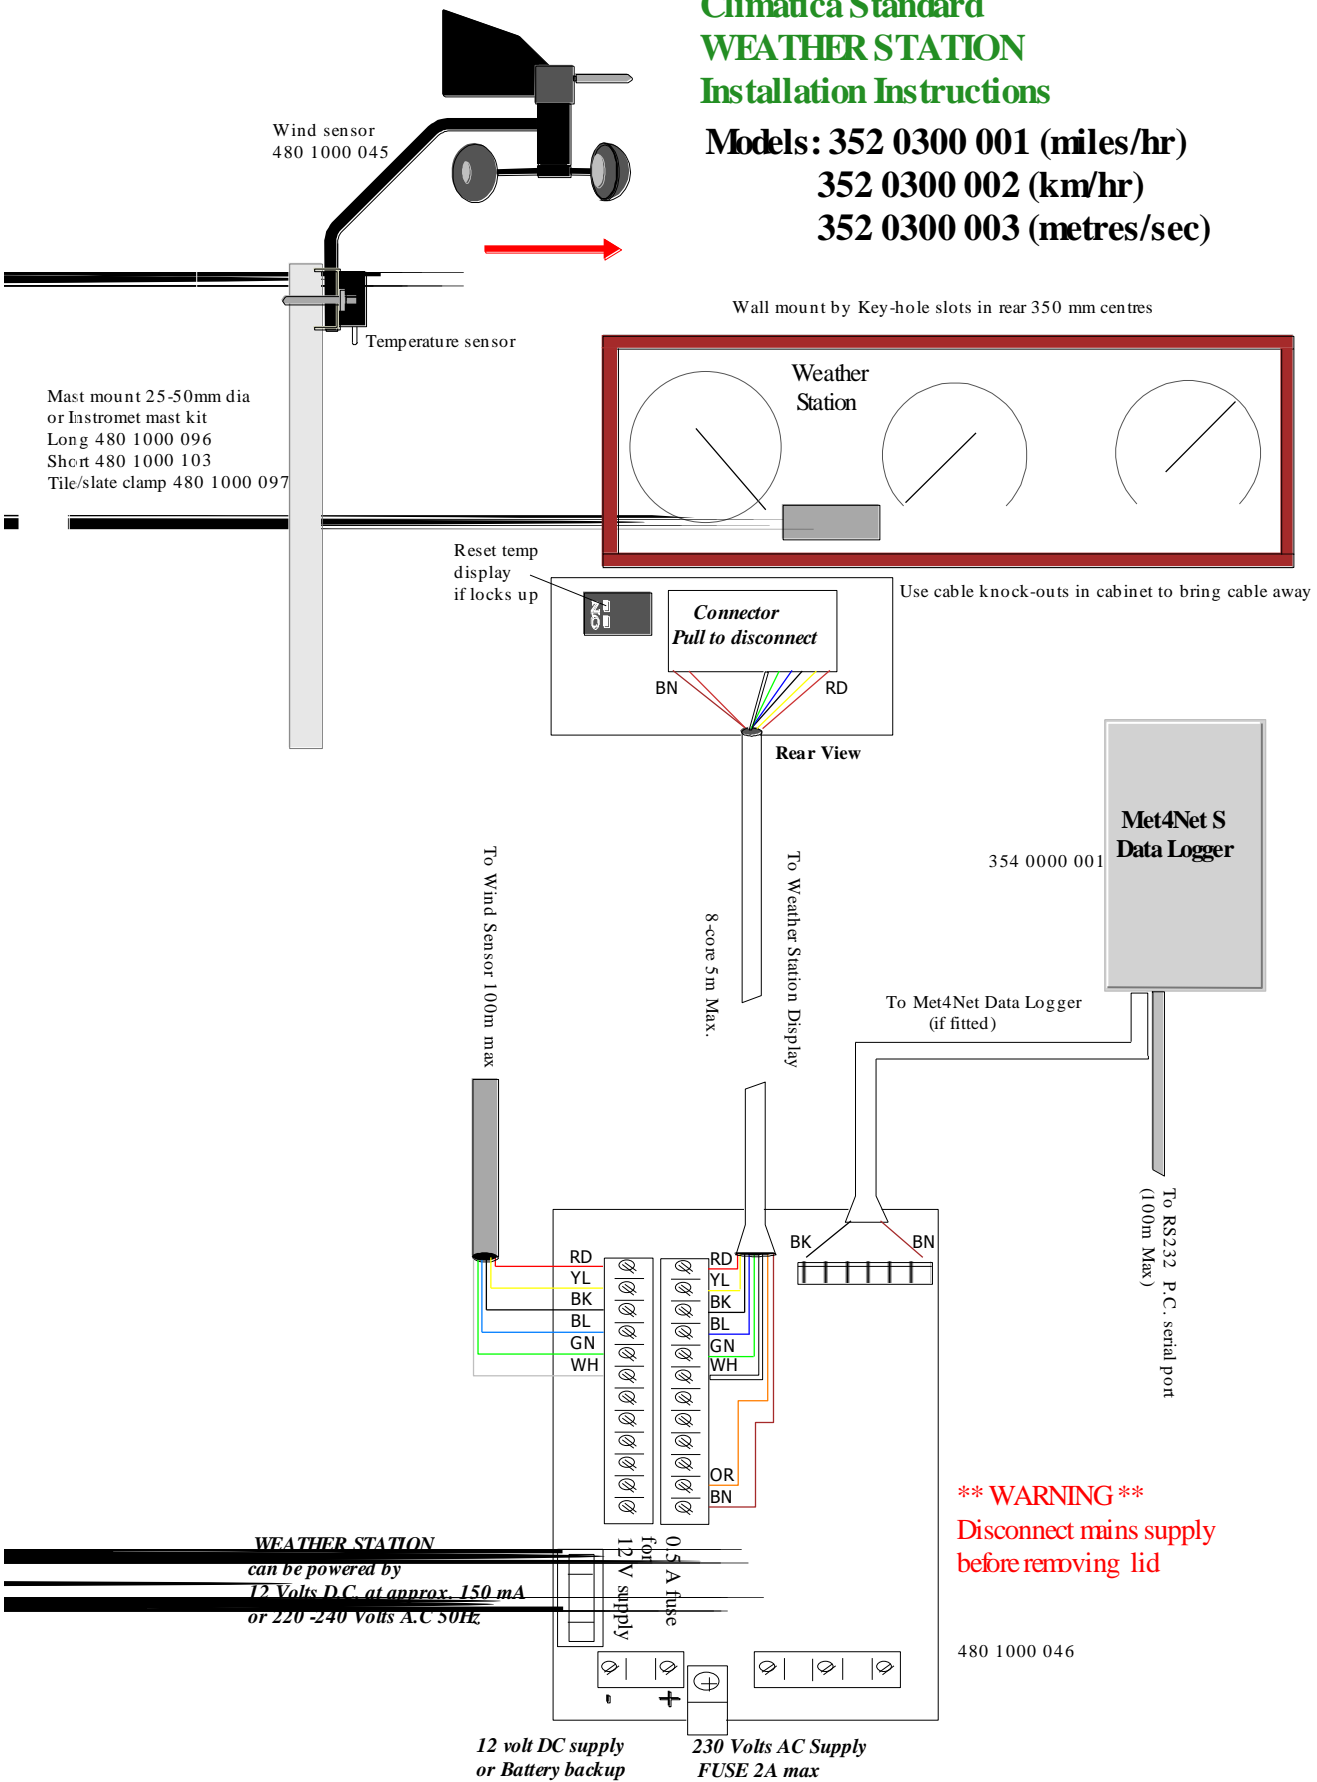 Climatica Standard
WEATHER STATION
Installation Instructions
Models: 352 0300 001 (miles/hr)
352 0300 002 (km/hr)
352 0300 003 (metres/sec)
Wind sensor
480 1000 045
Temperature sensor
Wall mount by Key-hole slots in rear 350 mm centres
Weather
Station
Mast mount 25-50mm dia
or Instromet mast kit
Long 480 1000 096
Short 480 1000 103
Tile/slate clamp 480 1000 097
Reset temp
display
if locks up
Use cable knock-outs in cabinet to bring cable away
ON
Connector
Pull to disconnect
BN
RD
Rear View
Met4Net S
Data Logger
354 0000 001
To Wind Sensor 100m max
8-core 5m Max.
To Weather Station Display
To Met4Net Data Logger
(if fitted)
To RS232 P.C. serial port
(100m Max)
BK
BN
RD
YL
BK
BL
GN
WH
RD
YL
BK
BL
GN
WH
OR
BN
** WARNING **
Disconnect mains supply
before removing lid
WEATHER STATION
can be powered by
12 Volts D.C. at approx. 150 mA
or 220 -240 Volts A.C 50Hz
0.5 A fuse
for
12 V supply
480 1000 046
-
+
12 volt DC supply
or Battery backup
230 Volts AC Supply
FUSE 2A max